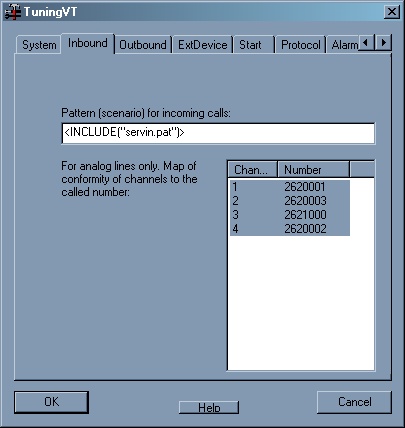 TuningVT
System Inbound Outbound ExtDevice Start Protocol Alarm
Pattern (scenario) for incoming calls:
<INCLUDE("servin.pat")>
For analog lines only. Map of
conformity of channels to the
called number:
Chan... Number
1 2620001
2 2620003
3 2621000
4 2620002
OK Help Cancel